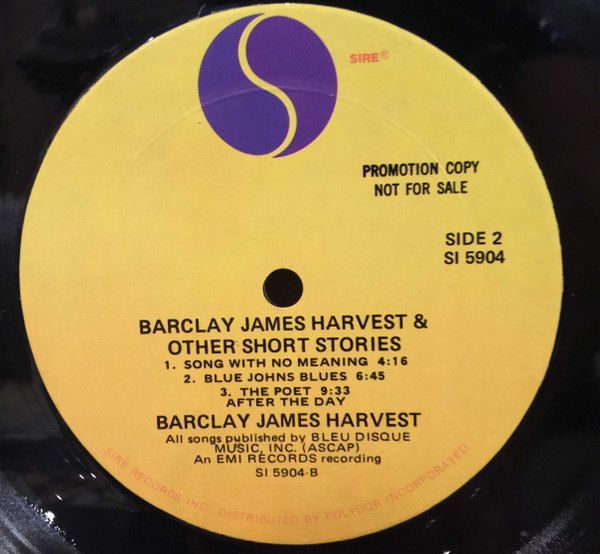 SIRE®
PROMOTION COPY
NOT FOR SALE
SIDE 2
SI 5904
BARCLAY JAMES HARVEST &
OTHER SHORT STORIES
1. SONG WITH NO MEANING 4:16
2. BLUE JOHNS BLUES 6:45
3. THE POET 9:33
AFTER THE DAY
BARCLAY JAMES HARVEST
All songs published by BLEU DISQUE
MUSIC, INC. (ASCAP)
An EMI RECORDS recording
SI 5904-B
SIRE RECORDS INC. DISTRIBUTED BY POLYDOR INCORPORATED